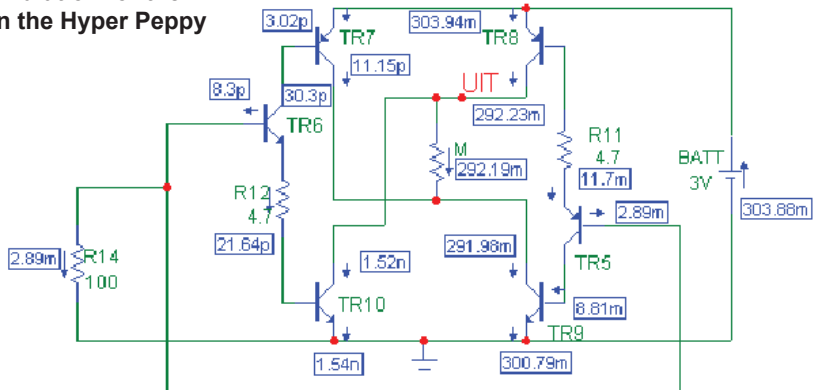 n the Hyper Peppy
3.02p
TR7
303.94m
TR8
11.15p
UIT
8.3p
30.3p
TR6
292.23m
R11
4.7
M
292.19m
BATT
3V
R12
4.7
11.7m
2.89m
303.88m
21.64p
291.98m
TR5
2.89m
R14
100
1.52n
TR10
8.81m
TR9
1.54n
300.79m